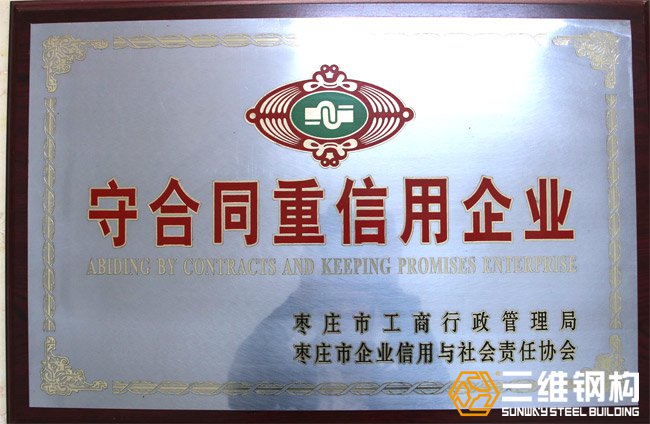 守合同重信用企业
ABIDING BY CONTRACTS AND KEEPING PROMISES ENTERPRISE
枣庄市工商行政管理局
枣庄市企业信用与社会责任协会
三维钢构
SUNWAY STEEL BUILDING